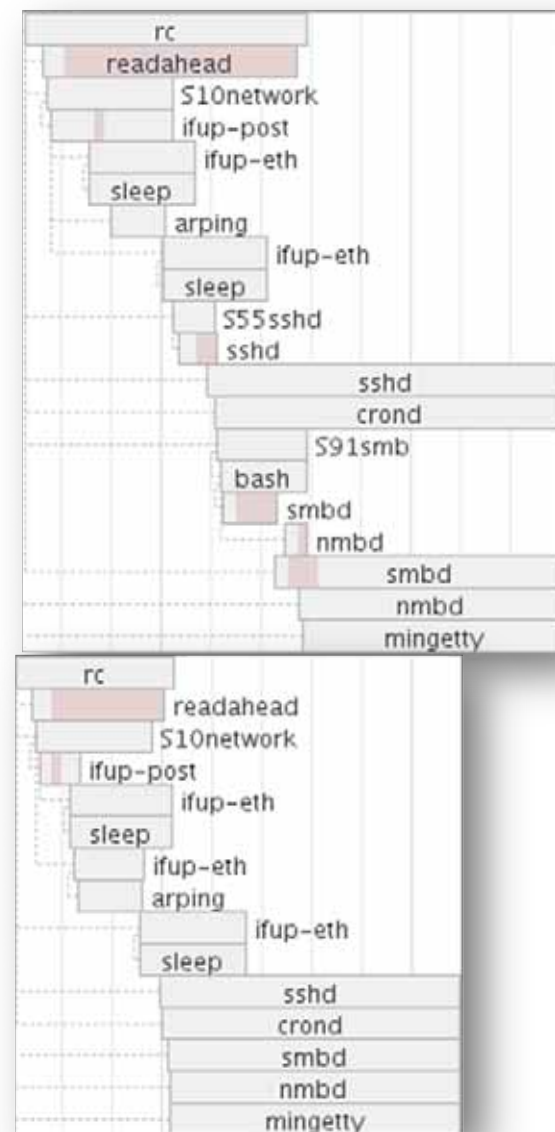 rc
readahead
S10network
ifup-post
ifup-eth
sleep
arping
ifup-eth
sleep
S55sshd
sshd
sshd
crond
S91smb
bash
smbd
nmbd
smbd
nmbd
mingetty
rc
readahead
S10network
ifup-post
ifup-eth
sleep
ifup-eth
arping
ifup-eth
sleep
sshd
crond
smbd
nmbd
mingetty